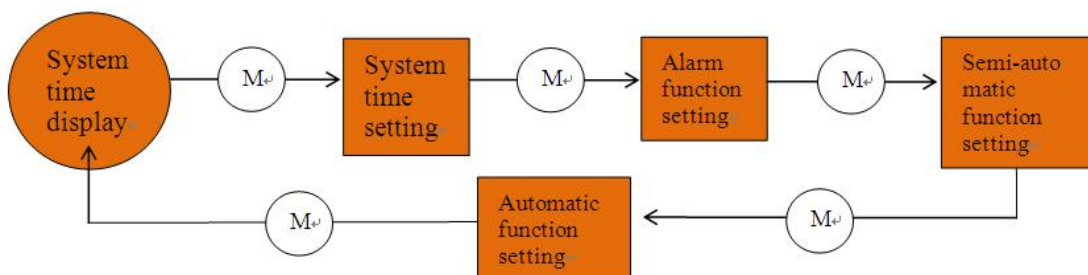 System
time
display
M
System
time
setting
M
Alarm
function
setting
M
Semi-auto
matic
function
setting
M
Automatic
function
setting
M